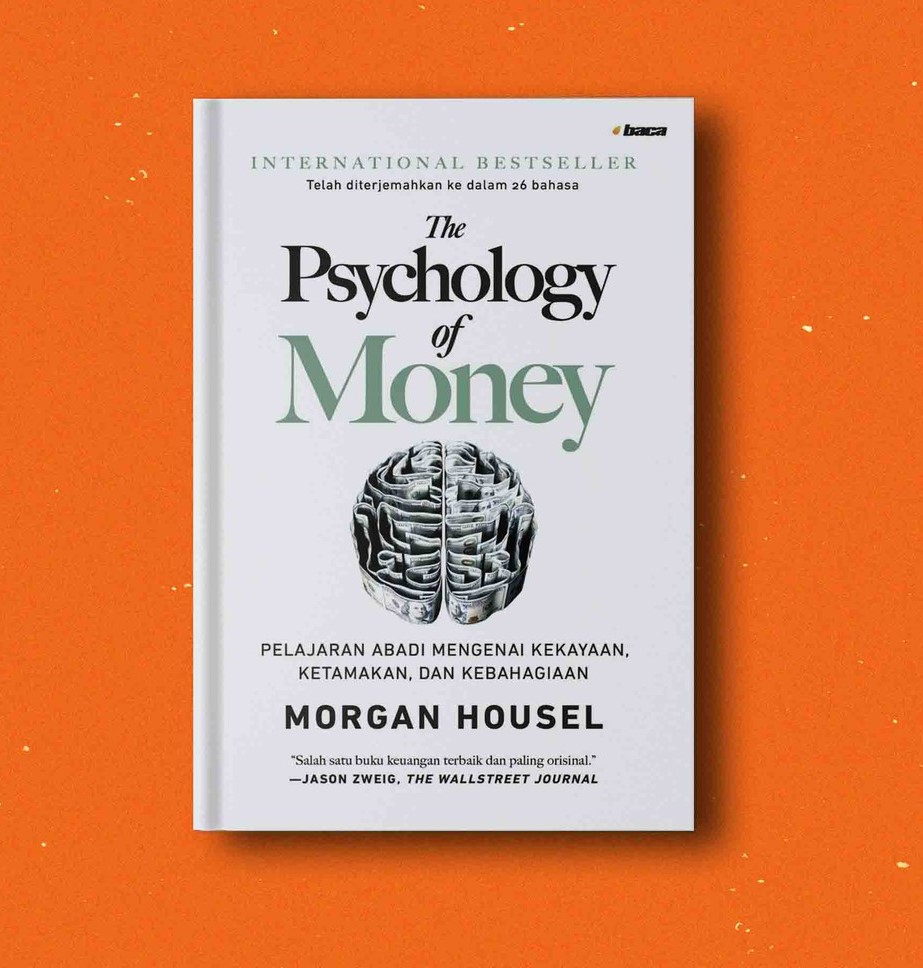 baca
INTERNATIONAL BESTSELLER
Telah diterjemahkan ke dalam 26 bahasa
The
Psychology
of
Money
PELAJARAN ABADI MENGENAI KEKAYAAN,
KETAMAKAN, DAN KEBAHAGIAAN
MORGAN HOUSEL
“Salah satu buku keuangan terbaik dan paling orisinal.”
—JASON ZWEIG, THE WALLSTREET JOURNAL